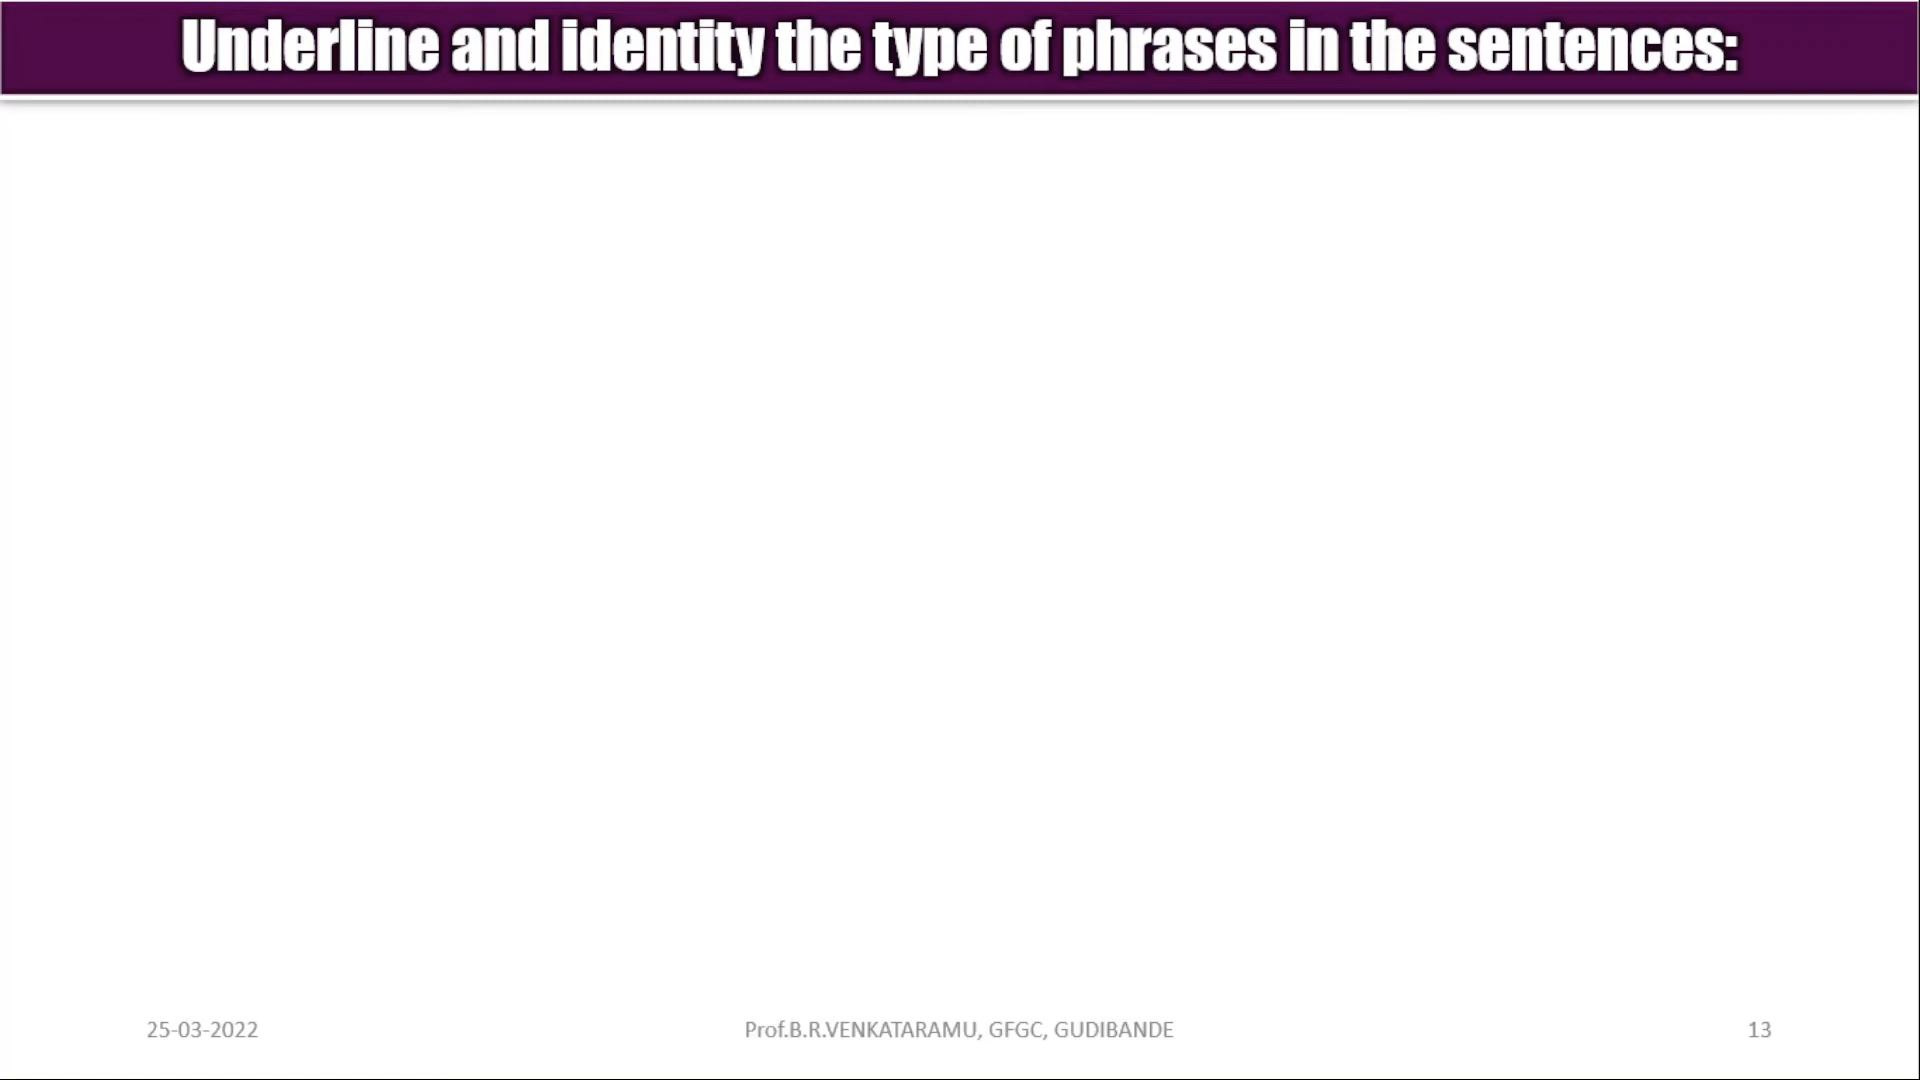 Underline and identity the type of phrases in the sentences:
25-03-2022
Prof.B.R.VENKATARAMU, GFGC, GUDIBANDE
13